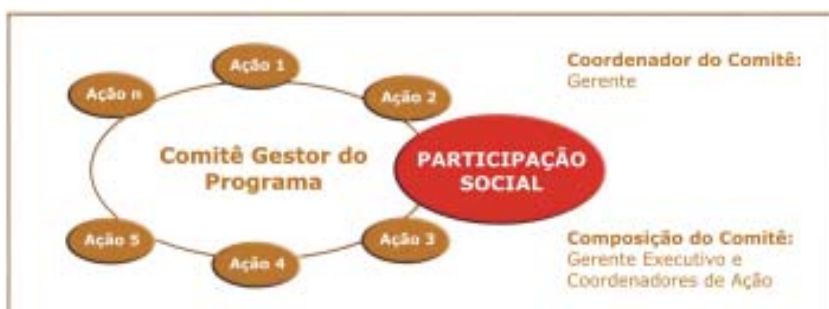 Ação 1
Ação n
Ação 2
Comitê Gestor do
Programa
PARTICIPAÇÃO
SOCIAL
Ação 5
Ação 4
Ação 3
Coordenador do Comitê:
Gerente
Composição do Comitê:
Gerente Executivo e
Coordenadores de Ação